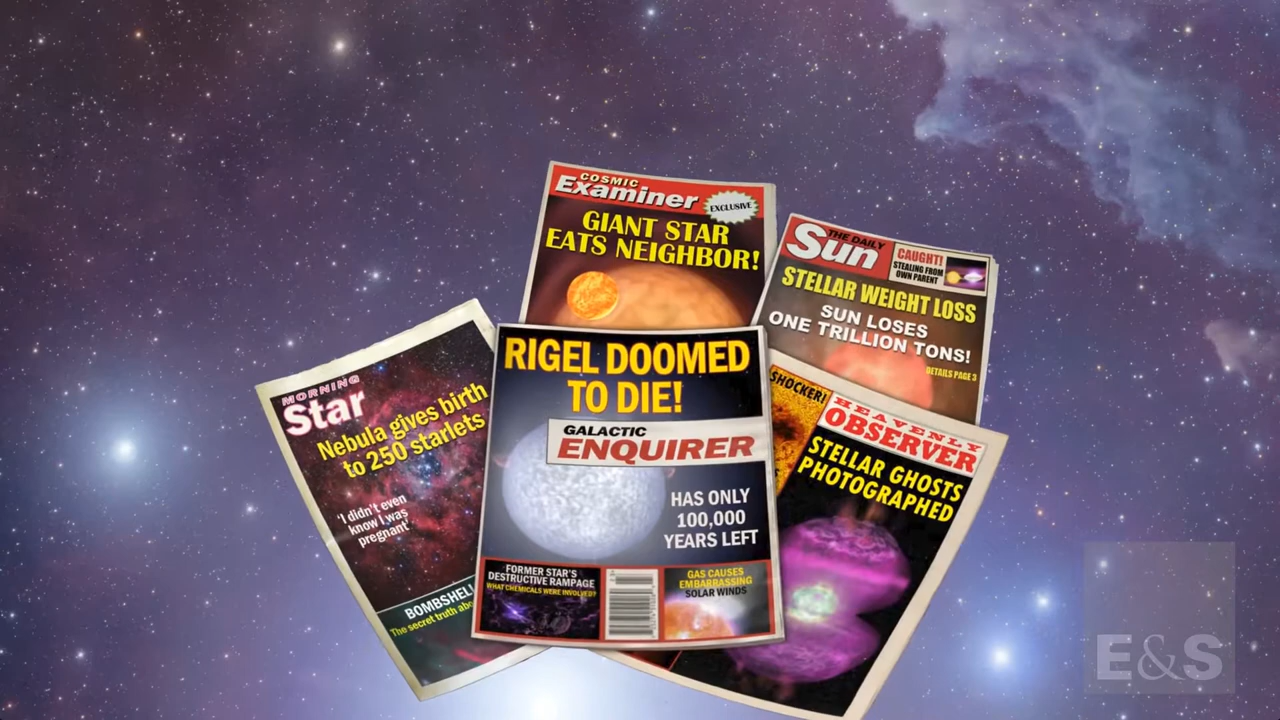 COSMIC
Examiner
EXCLUSIVE
GIANT STAR
EATS NEIGHBOR!
THE DAILY
Sun
CAUGHT!
STEALING FROM
OWN PARENT
STELLAR WEIGHT LOSS
SUN LOSES
ONE TRILLION TONS!
DETAILS PAGE 3
MORNING
Star
Nebula gives birth
to 250 starlets
'I didn't even
know I was
pregnant'
BOMBSHELL
The secret truth
RIGEL DOOMED
TO DIE!
GALACTIC
ENQUIRER
HAS ONLY
100,000
YEARS LEFT
FORMER STAR'S
DESTRUCTIVE RAMPAGE
WHAT CHEMICALS WERE INVOLVED?
GAS CAUSES
EMBARRASSING
SOLAR WINDS
SHOCKER!
HEAVENLY
OBSERVER
STELLAR GHOSTS
PHOTOGRAPHED
E&S